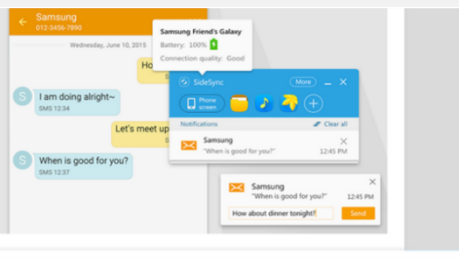 Samsung
012-3456-7890
Wednesday, June 10, 2015
Ho
S
I am doing alright~
SMS 12:34
Let's meet up
S
When is good for you?
SMS 12:37
Samsung Friend's Galaxy
Battery: 100%
Connection quality: Good
SideSync
More
Phone
screen
Notifications
Clear all
Samsung
"When is good for you?"
12:45 PM
Samsung
"When is good for you?"
12:45 PM
How about dinner tonight?
Send